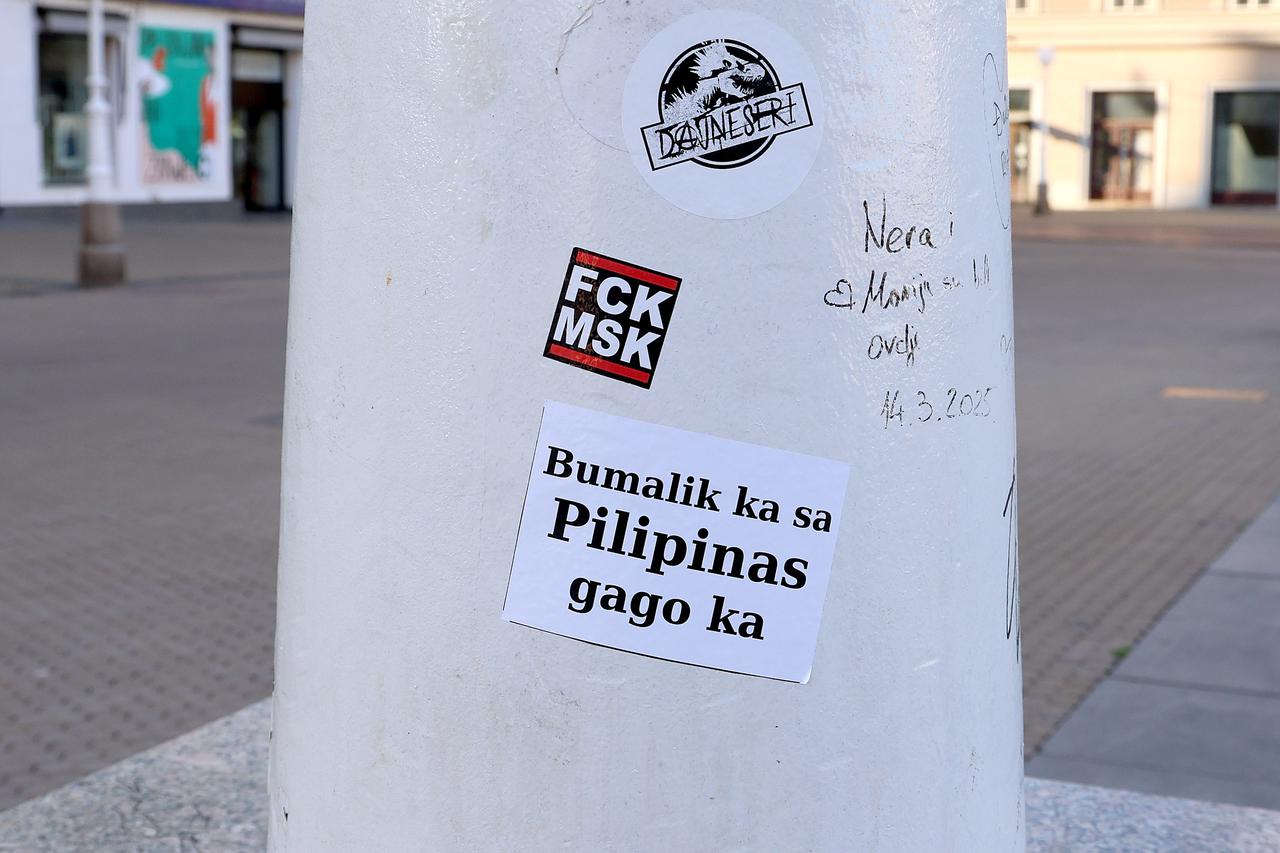 DAJNESERI
FCK
MSK
Nera i
Marija su bili
ovdje
14.3.2025
Bumalik ka sa
Pilipinas
gago ka